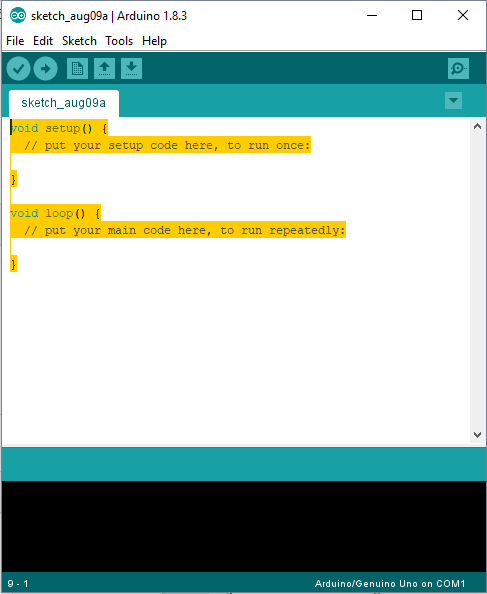 sketch_aug09a | Arduino 1.8.3
File Edit Sketch Tools Help
sketch_aug09a
void setup() {
  // put your setup code here, to run once:
}
void loop() {
  // put your main code here, to run repeatedly:
}
9 - 1
Arduino/Genuino Uno on COM1